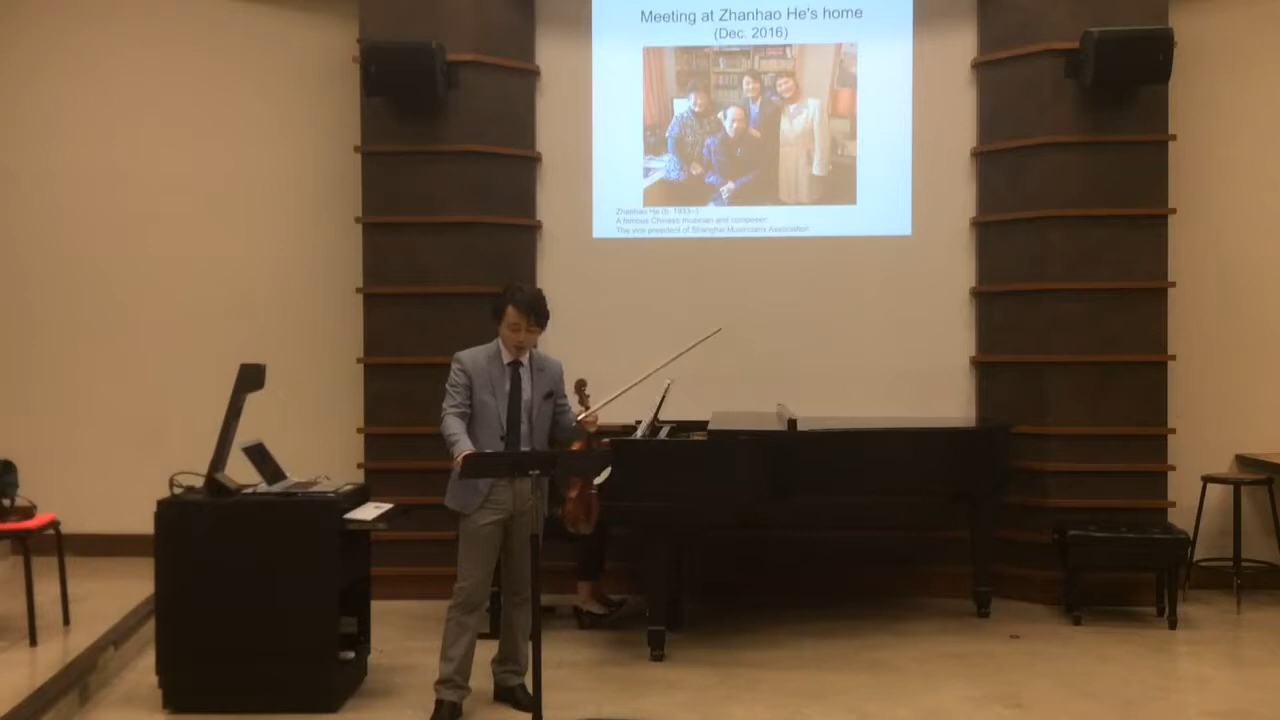 Meeting at Zhanhao He's home
(Dec. 2016)
Zhanhao He (b. 1933-)
A famous Chinese musician and composer;
The vice president of Shanghai Musicians Association